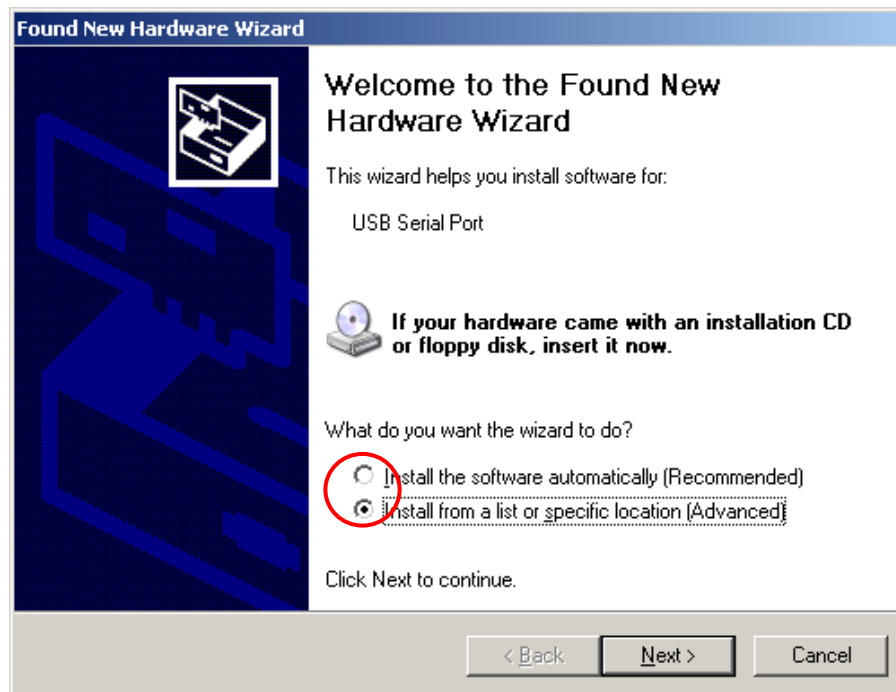 Found New Hardware Wizard
Welcome to the Found New
Hardware Wizard
This wizard helps you install software for:
USB Serial Port
If your hardware came with an installation CD
or floppy disk, insert it now.
What do you want the wizard to do?
Install the software automatically (Recommended)
Install from a list or specific location (Advanced)
Click Next to continue.
< Back Next > Cancel